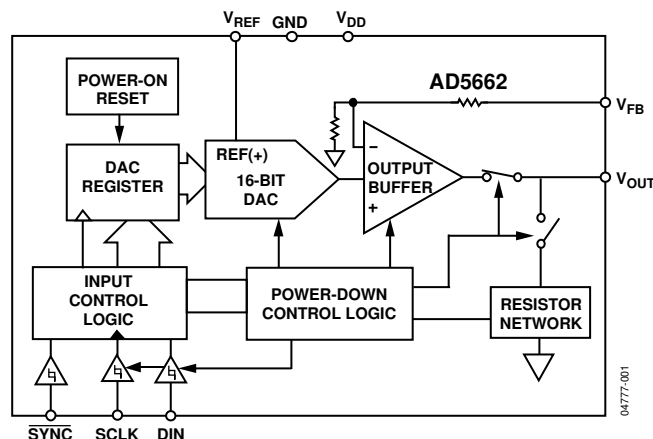 VREF GND VDD
POWER-ON
RESET
AD5662
VFB
REF(+)
16-BIT
DAC
DAC
REGISTER
−
OUTPUT
BUFFER
+
VOUT
INPUT
CONTROL
LOGIC
POWER-DOWN
CONTROL LOGIC
RESISTOR
NETWORK
SYNC SCLK DIN
04777-001